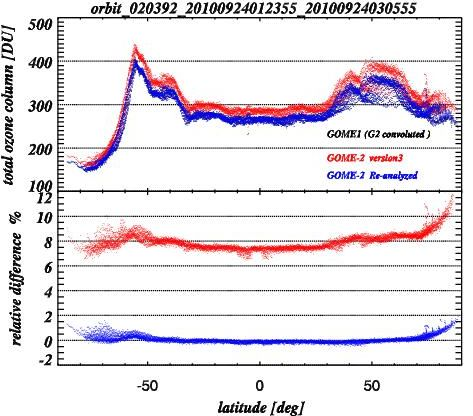 orbit_020392_20100924012355_20100924030555
total ozone column [DU]
500
400
300
200
100
GOME1 (G2 convoluted )
GOME-2 version3
GOME-2 Re-analyzed
relative difference %
12
10
8
6
4
2
0
-2
-50 0 50
latitude [deg]